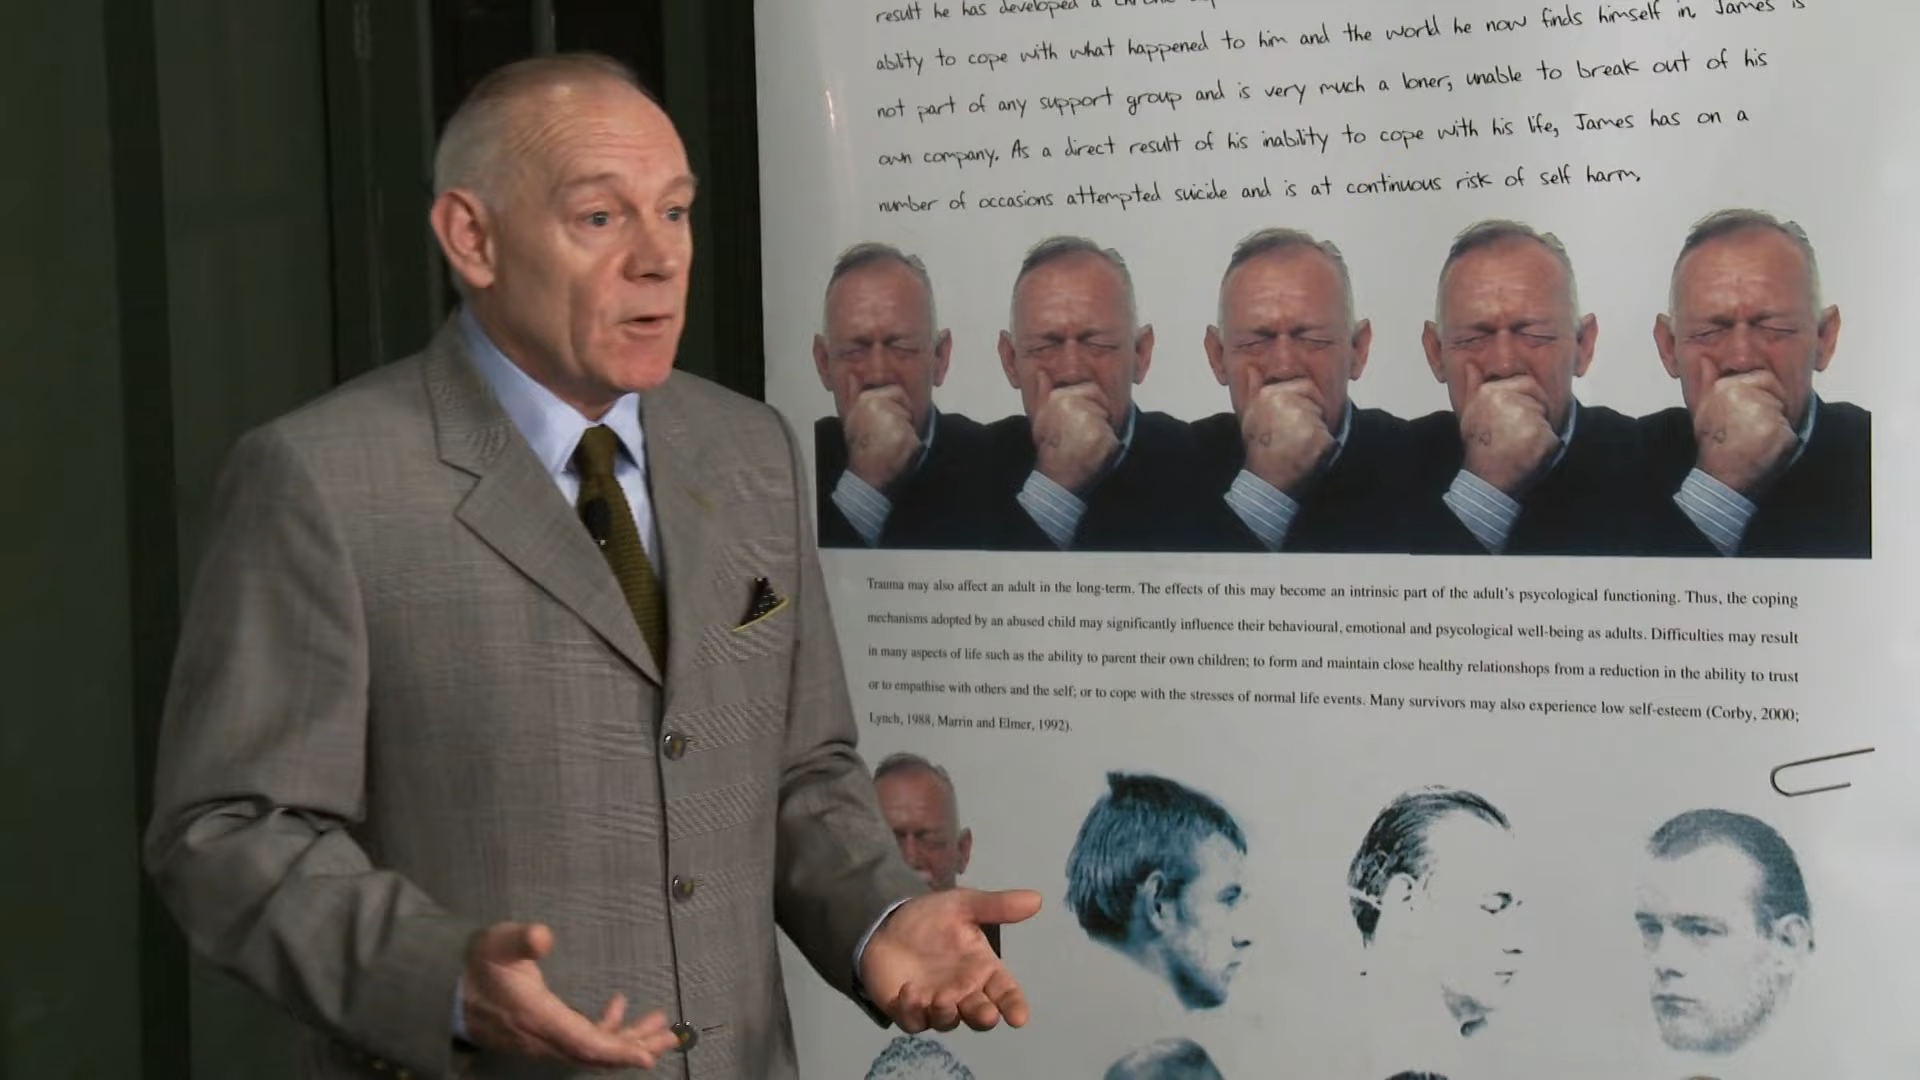 result he has developed a
ability to cope with what happened to him and the world he now finds himself in, James is
not part of any support group and is very much a loner, unable to break out of his
own company. As a direct result of his inability to cope with his life, James has on a
number of occasions attempted suicide and is at continuous risk of self harm.
Trauma may also affect an adult in the long-term. The effects of this may become an intrinsic part of the adult's psycological functioning. Thus, the coping
mechanisms adopted by an abused child may significantly influence their behavioural, emotional and psycological well-being as adults. Difficulties may result
in many aspects of life such as the ability to parent their own children; to form and maintain close healthy relationshops from a reduction in the ability to trust
or to empathise with others and the self; or to cope with the stresses of normal life events. Many survivors may also experience low self-esteem (Corby, 2000;
Lynch, 1988, Marrin and Elmer, 1992).